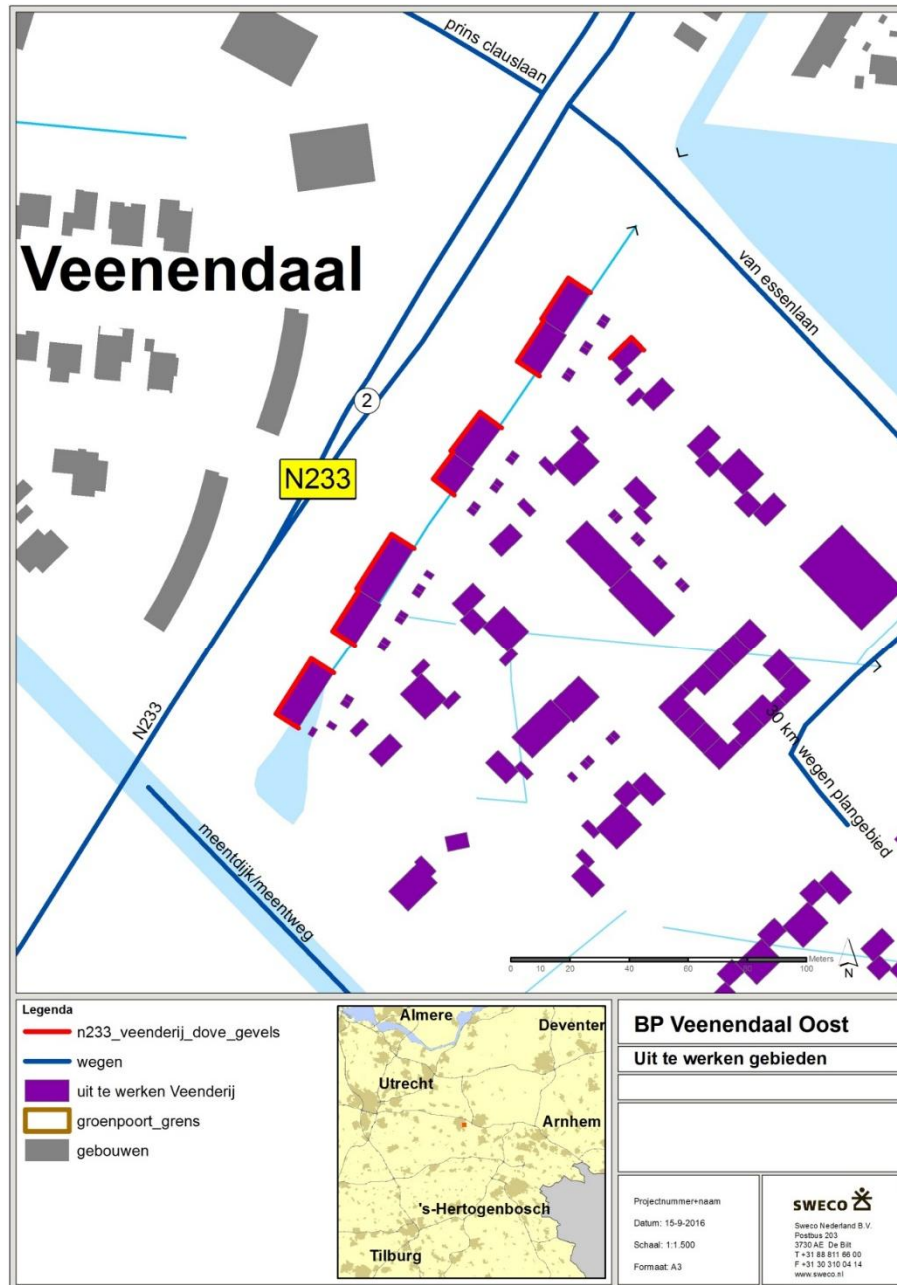 prins clauslaan
Veenendaal
van essenlaan
2
N233
N233
30 km wegen plangebied
meentdijk/meentweg
0 10 20 40 60 80 100 Meters
N
Legenda
n233_veenderij_dove_gevels
wegen
uit te werken Veenderij
groenpoort_grens
gebouwen
Almere
Deventer
Utrecht
Arnhem
's-Hertogenbosch
Tilburg
BP Veenendaal Oost
Uit te werken gebieden
Projectnummer+naam
Datum: 15-9-2016
Schaal: 1:1.500
Formaat: A3
SWECO
Sweco Nederland B.V.
Postbus 203
3730 AE De Bilt
T +31 88 811 66 00
F +31 30 310 04 14
www.sweco.nl